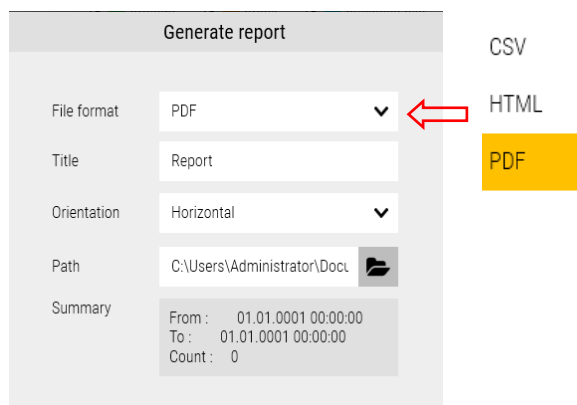 Generate report
File format PDF
Title Report
Orientation Horizontal
Path C:\Users\Administrator\Docu
Summary
From : 01.01.0001 00:00:00
To : 01.01.0001 00:00:00
Count : 0
CSV
HTML
PDF